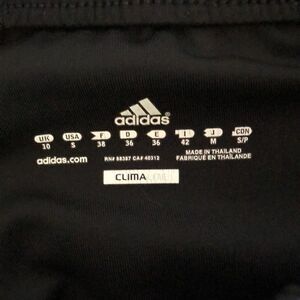 adidas®
UK USA F D E I J CDN
10 S 38 36 36 42 M S/P
adidas.com RN# 88387 CA# 40312 MADE IN THAILAND
FABRIQUÉ EN THAÏLANDE
CLIMA